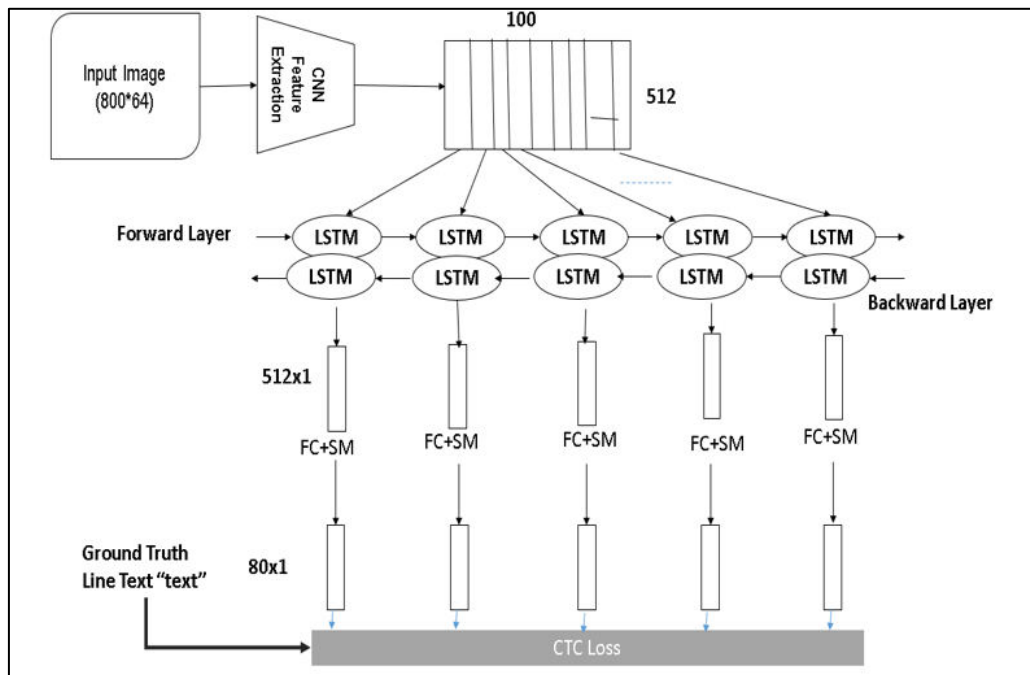 100
Input Image
(800*64)
CNN
Feature
Extraction
512
Forward Layer
LSTM LSTM LSTM LSTM LSTM
LSTM LSTM LSTM LSTM LSTM
Backward Layer
512x1
FC+SM FC+SM FC+SM FC+SM FC+SM
Ground Truth
Line Text “text”
80x1
CTC Loss